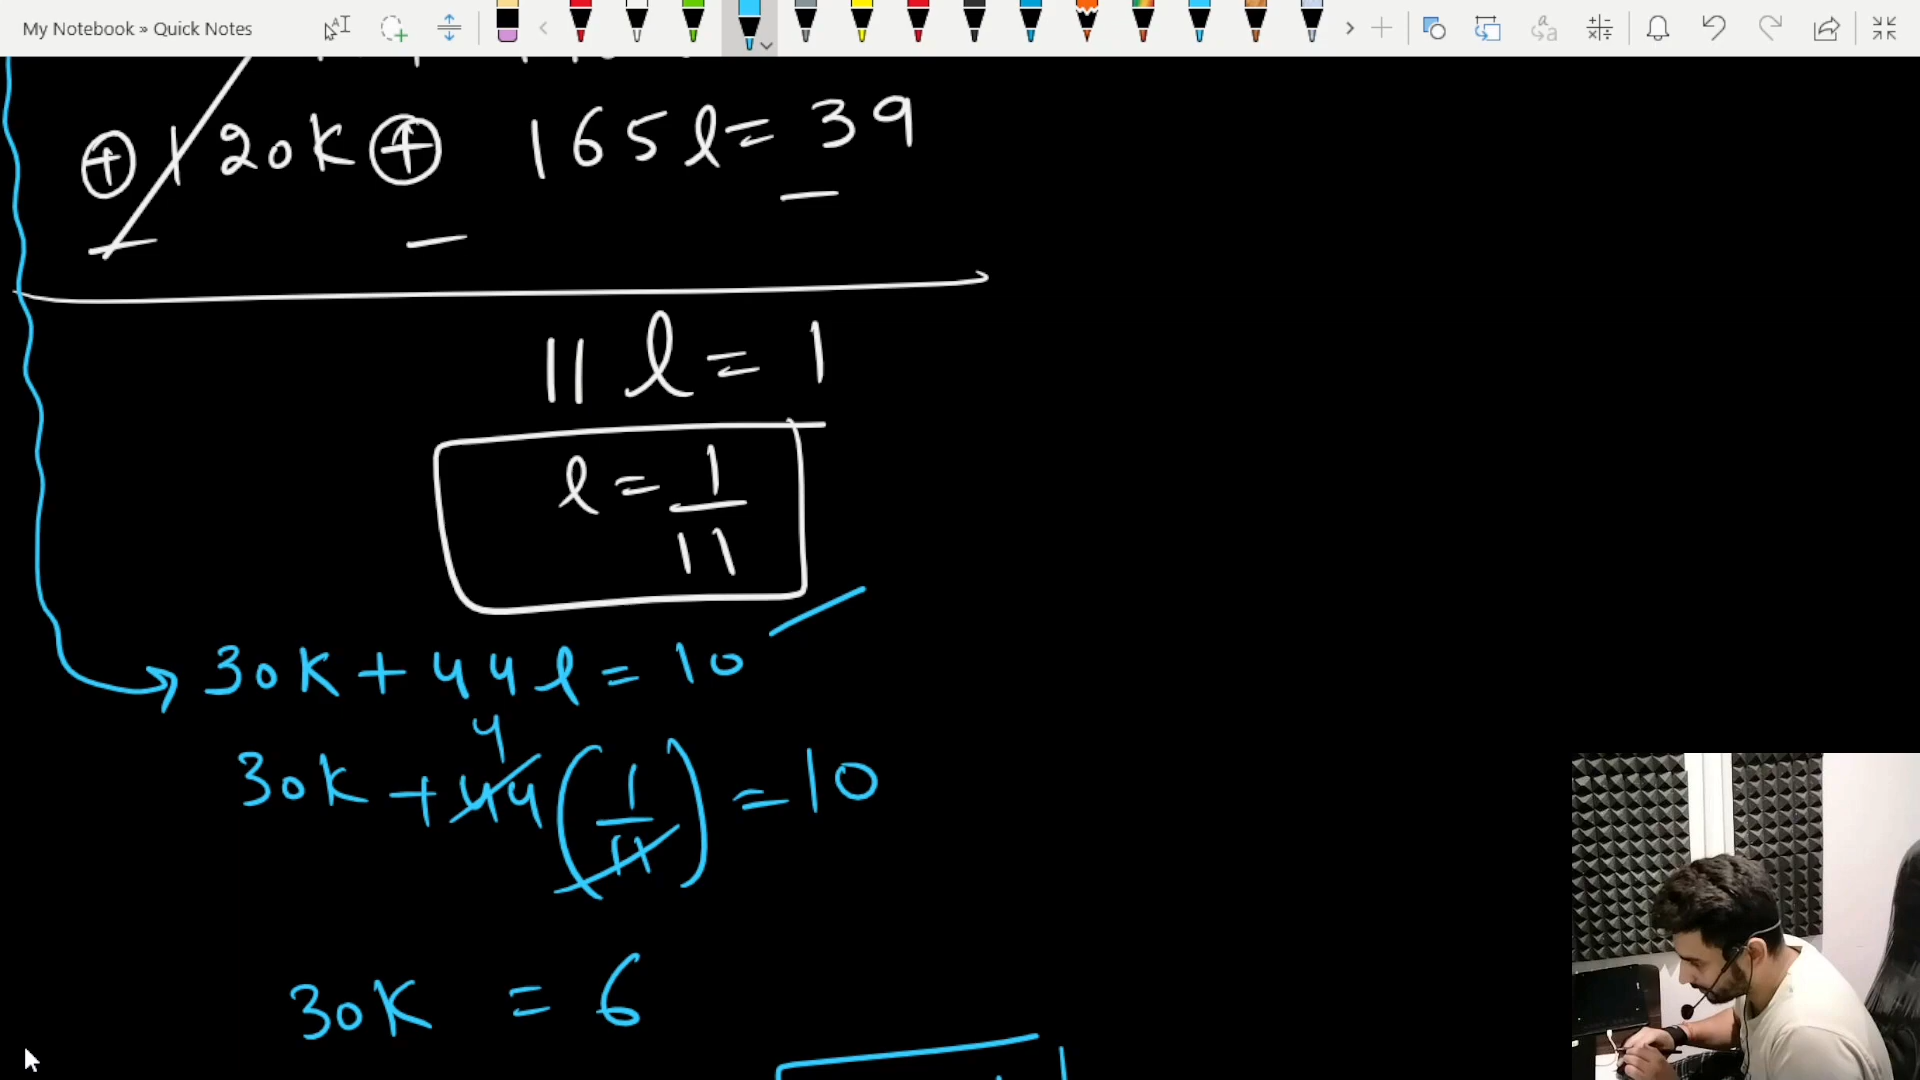 My Notebook » Quick Notes
⊕ 120k ⊕ 165l = 39
11 l = 1
l = 1/11
30k + 44l = 10
4
30k + 44(1/11) = 10
30k = 6